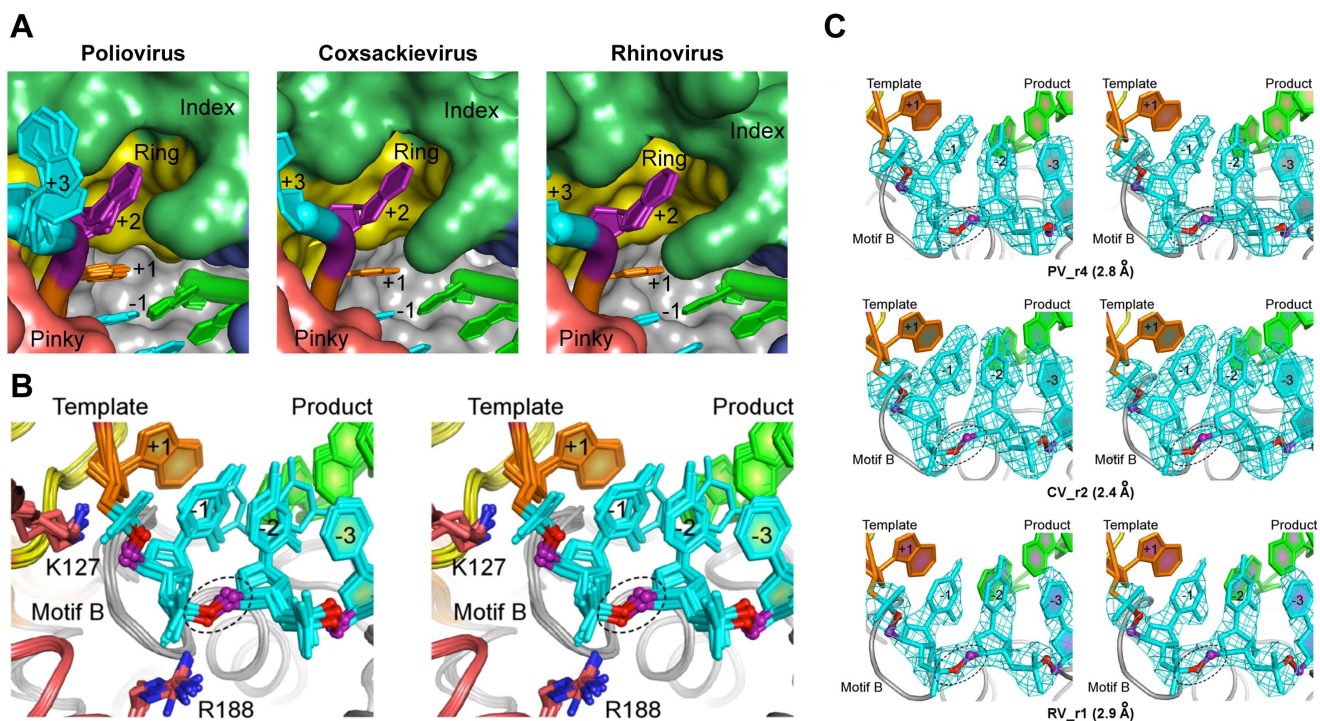 A
Poliovirus
Coxsackievirus
Rhinovirus
Index
Ring
+3
+2
+1
-1
Pinky
Index
Ring
+3
+2
+1
-1
Pinky
Index
Ring
+3
+2
+1
-1
Pinky
B
Template
Product
+1
-1
-2
-3
K127
Motif B
R188
Template
Product
+1
-1
-2
-3
K127
Motif B
R188
C
Template
Product
+1
-1
-2
-3
Motif B
Template
Product
+1
-1
-2
-3
Motif B
PV_r4 (2.8 Å)
Template
Product
+1
-1
-2
-3
Motif B
Template
Product
+1
-1
-2
-3
Motif B
CV_r2 (2.4 Å)
Template
Product
+1
-1
-2
-3
Motif B
Template
Product
+1
-1
-2
-3
Motif B
RV_r1 (2.9 Å)